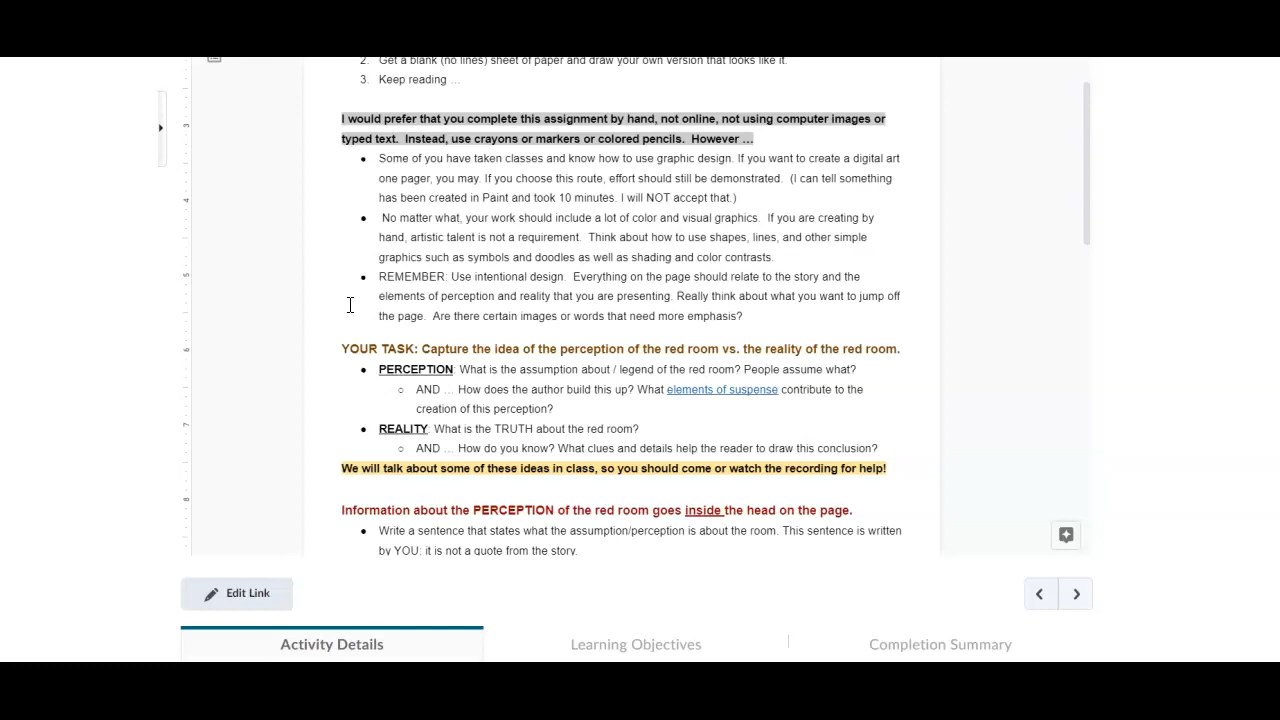 2. Get a blank (no lines) sheet of paper and draw your own version that looks like it.
3. Keep reading …
I would prefer that you complete this assignment by hand, not online, not using computer images or
typed text.  Instead, use crayons or markers or colored pencils.  However …
● Some of you have taken classes and know how to use graphic design. If you want to create a digital art
one pager, you may. If you choose this route, effort should still be demonstrated.  (I can tell something
has been created in Paint and took 10 minutes. I will NOT accept that.)
● No matter what, your work should include a lot of color and visual graphics.  If you are creating by
hand, artistic talent is not a requirement.  Think about how to use shapes, lines, and other simple
graphics such as symbols and doodles as well as shading and color contrasts.
● REMEMBER: Use intentional design.  Everything on the page should relate to the story and the
elements of perception and reality that you are presenting. Really think about what you want to jump off
the page.  Are there certain images or words that need more emphasis?
YOUR TASK: Capture the idea of the perception of the red room vs. the reality of the red room.
● PERCEPTION: What is the assumption about / legend of the red room? People assume what?
○ AND … How does the author build this up? What elements of suspense contribute to the
creation of this perception?
● REALITY: What is the TRUTH about the red room?
○ AND … How do you know? What clues and details help the reader to draw this conclusion?
We will talk about some of these ideas in class, so you should come or watch the recording for help!
Information about the PERCEPTION of the red room goes inside the head on the page.
● Write a sentence that states what the assumption/perception is about the room. This sentence is written
by YOU; it is not a quote from the story.
3
4
5
6
7
8
Edit Link
Activity Details
Learning Objectives
Completion Summary